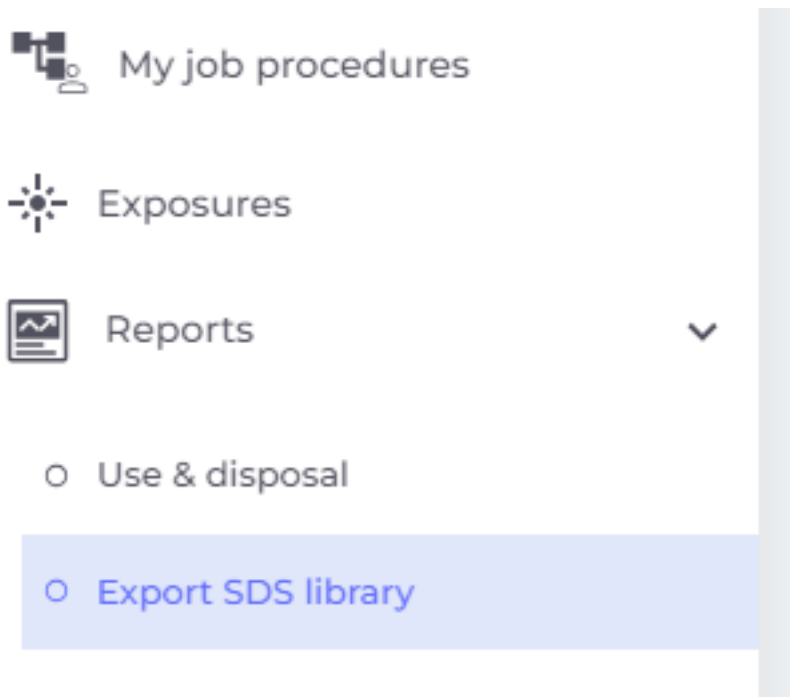 My job procedures
Exposures
Reports
Use & disposal
Export SDS library